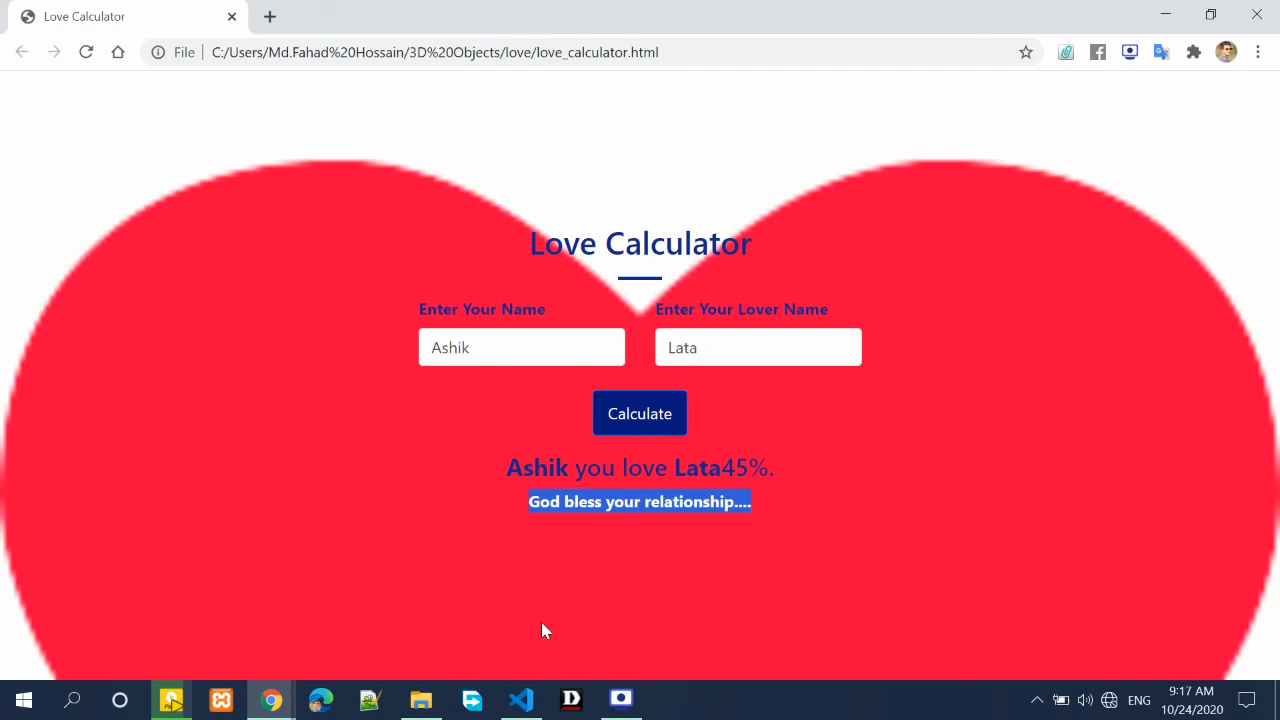 Love Calculator
File C:/Users/Md.Fahad%20Hossain/3D%20Objects/love/love_calculator.html
Love Calculator
Enter Your Name Enter Your Lover Name
Ashik Lata
Calculate
Ashik you love Lata45%.
God bless your relationship....
ENG 9:17 AM
10/24/2020